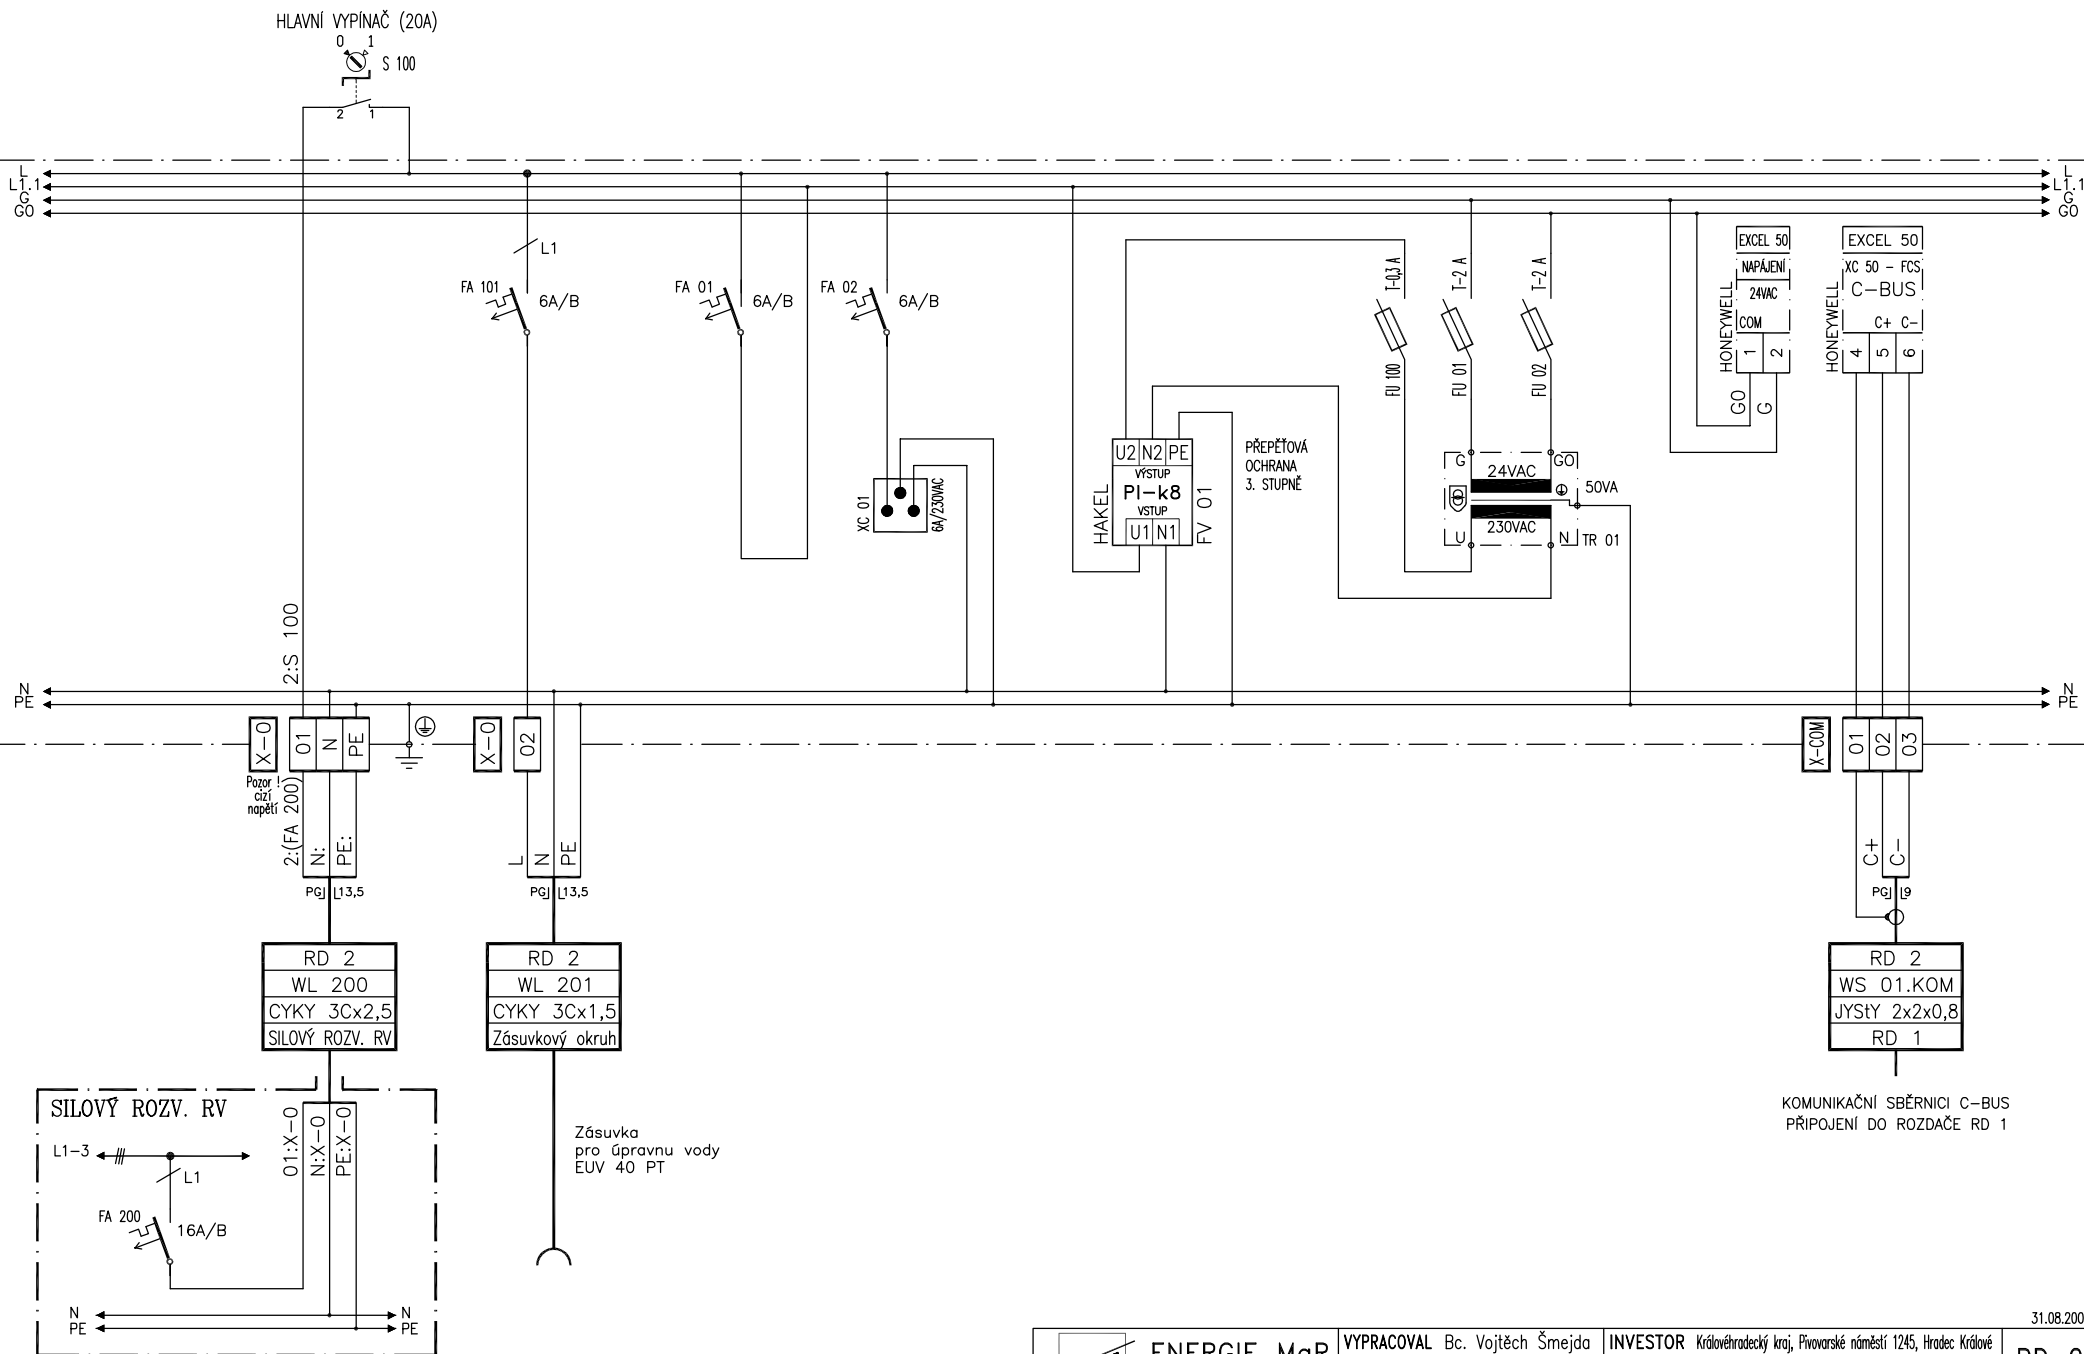 HLAVNÍ VYPÍNAČ (20A)
0 1
S 100
2 1
L L
L1.1 L1.1
G G
G0 G0
L1
FA 101 6A/B
FA 01 6A/B
FA 02 6A/B
T-0,3 A
T-2 A
T-2 A
FU 100
FU 01
FU 02
EXCEL 50
NAPÁJENÍ
24VAC
COM
1 2
HONEYWELL
G0
G
EXCEL 50
XC 50 – FCS
C–BUS
C+ C–
4 5 6
HONEYWELL
XC 01
6A/230VAC
U2 N2 PE
VÝSTUP
PI–k8
VSTUP
U1 N1
HAKEL
FV 01
PŘEPĚŤOVÁ
OCHRANA
3. STUPNĚ
G G0
24VAC
50VA
230VAC
U N TR 01
2:S 100
N N
PE PE
X–0
01 N PE
Pozor !
cizí
napětí
2:(FA 200)
N:
PE:
X–0
02
L
N
PE
X–COM
01 02 03
C+
C–
PG 13,5
PG 13,5
PG 9
RD 2
WL 200
CYKY 3Cx2,5
SILOVÝ ROZV. RV
RD 2
WL 201
CYKY 3Cx1,5
Zásuvkový okruh
RD 2
WS 01.KOM
JYStY 2x2x0,8
RD 1
KOMUNIKAČNÍ SBĚRNICI C–BUS
PŘIPOJENÍ DO ROZDAČE RD 1
SILOVÝ ROZV. RV
01:X–0
N:X–0
PE:X–0
L1–3
L1
FA 200 16A/B
N N
PE PE
Zásuvka
pro úpravnu vody
EUV 40 PT
31.08.200
ENERGIE MaR
VYPRACOVAL Bc. Vojtěch Šmejda
INVESTOR Královéhradecký kraj, Pivovarské náměstí 1245, Hradec Králové